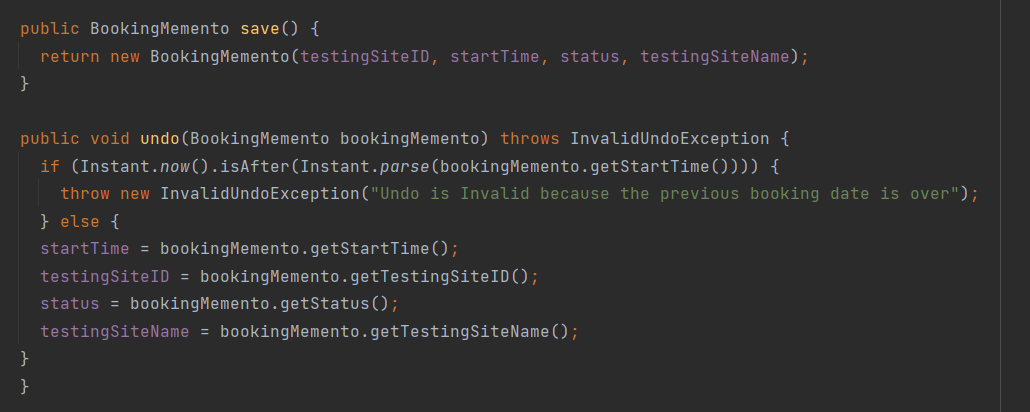 public BookingMemento save() {
  return new BookingMemento(testingSiteID, startTime, status, testingSiteName);
}

public void undo(BookingMemento bookingMemento) throws InvalidUndoException {
  if (Instant.now().isAfter(Instant.parse(bookingMemento.getStartTime()))) {
    throw new InvalidUndoException("Undo is Invalid because the previous booking date is over");
  } else {
  startTime = bookingMemento.getStartTime();
  testingSiteID = bookingMemento.getTestingSiteID();
  status = bookingMemento.getStatus();
  testingSiteName = bookingMemento.getTestingSiteName();
}
}